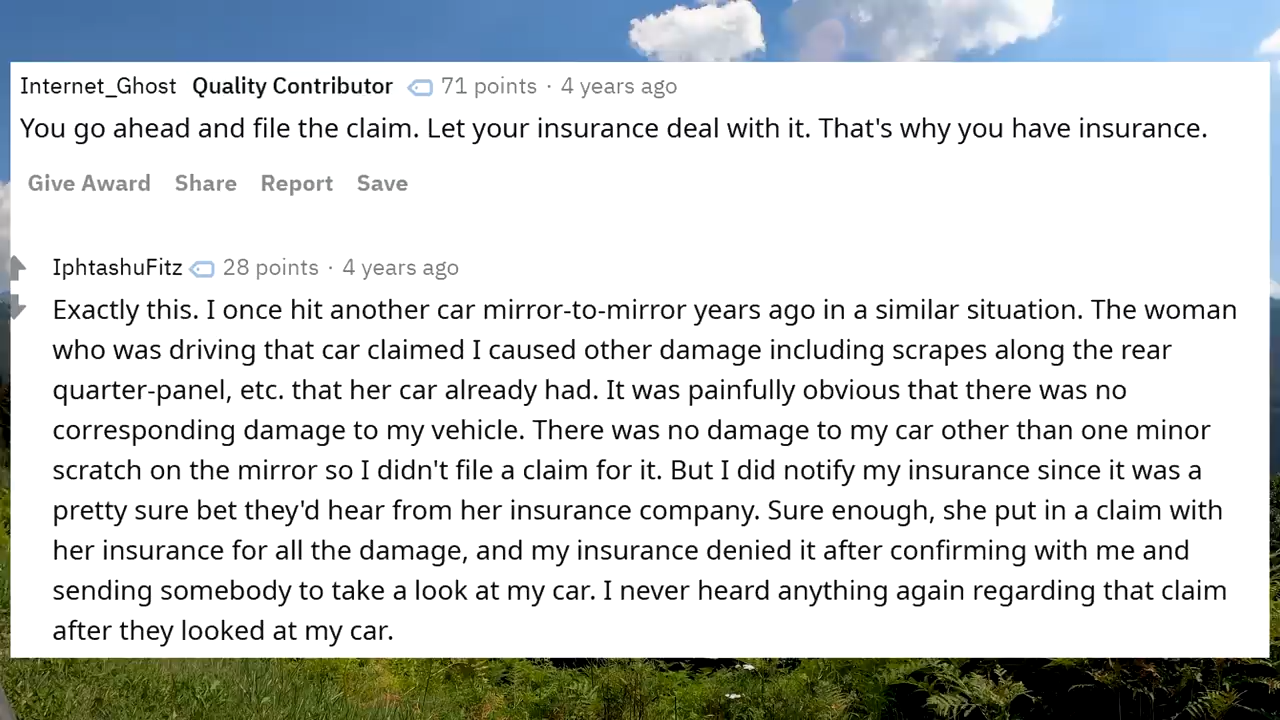 Internet_Ghost Quality Contributor 71 points · 4 years ago
You go ahead and file the claim. Let your insurance deal with it. That's why you have insurance.
Give Award Share Report Save
IphtashuFitz 28 points · 4 years ago
Exactly this. I once hit another car mirror-to-mirror years ago in a similar situation. The woman
who was driving that car claimed I caused other damage including scrapes along the rear
quarter-panel, etc. that her car already had. It was painfully obvious that there was no
corresponding damage to my vehicle. There was no damage to my car other than one minor
scratch on the mirror so I didn't file a claim for it. But I did notify my insurance since it was a
pretty sure bet they'd hear from her insurance company. Sure enough, she put in a claim with
her insurance for all the damage, and my insurance denied it after confirming with me and
sending somebody to take a look at my car. I never heard anything again regarding that claim
after they looked at my car.